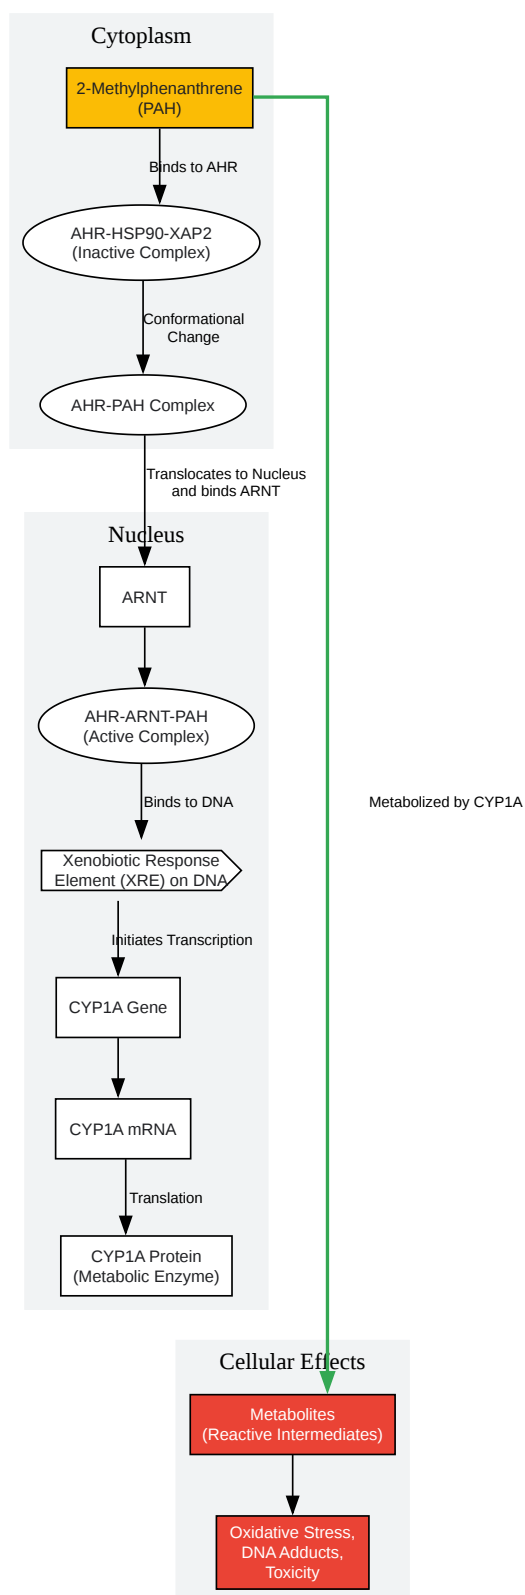 Cytoplasm
2-Methylphenanthrene
(PAH)
Binds to AHR
AHR-HSP90-XAP2
(Inactive Complex)
Conformational
Change
AHR-PAH Complex
Translocates to Nucleus
and binds ARNT
Nucleus
ARNT
AHR-ARNT-PAH
(Active Complex)
Binds to DNA
Metabolized by CYP1A
Xenobiotic Response
Element (XRE) on DNA
Initiates Transcription
CYP1A Gene
CYP1A mRNA
Translation
CYP1A Protein
(Metabolic Enzyme)
Cellular Effects
Metabolites
(Reactive Intermediates)
Oxidative Stress,
DNA Adducts,
Toxicity